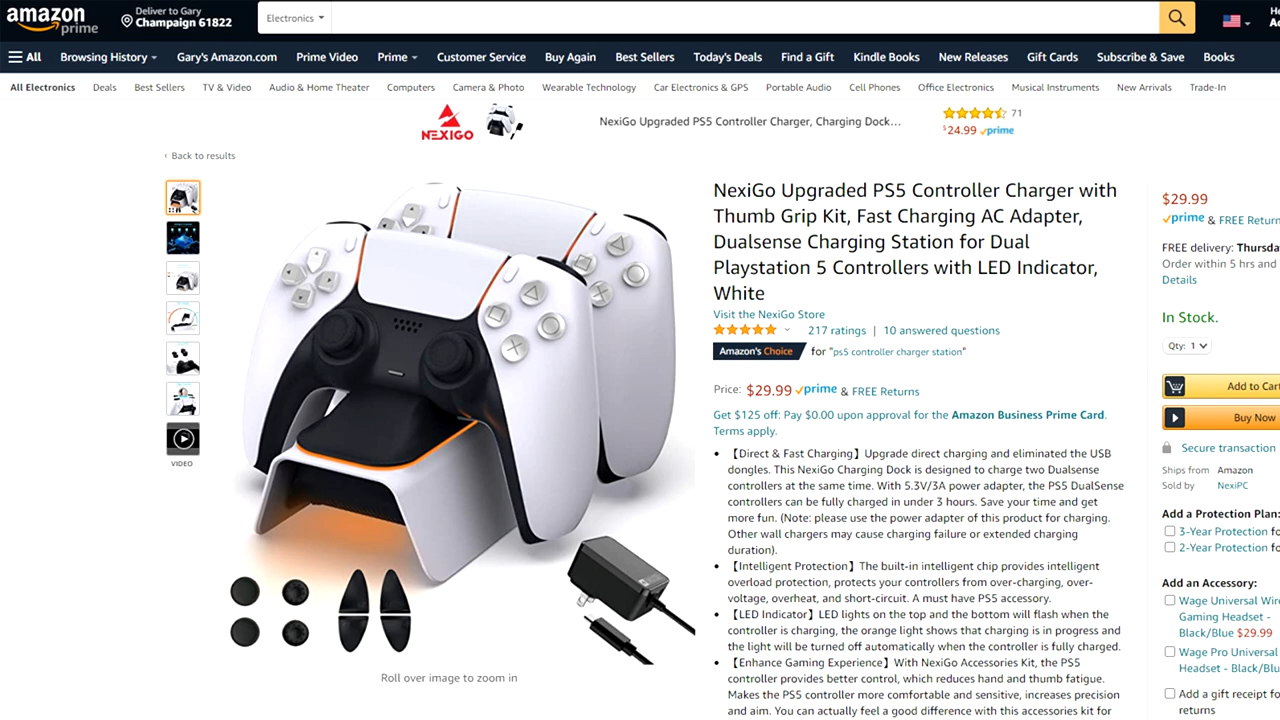 amazon
prime
Deliver to Gary
Champaign 61822
Electronics
All
Browsing History
Gary's Amazon.com
Prime Video
Prime
Customer Service
Buy Again
Best Sellers
Today's Deals
Find a Gift
Kindle Books
New Releases
Gift Cards
Subscribe & Save
Books
All Electronics
Deals
Best Sellers
TV & Video
Audio & Home Theater
Computers
Camera & Photo
Wearable Technology
Car Electronics & GPS
Portable Audio
Cell Phones
Office Electronics
Musical Instruments
New Arrivals
Trade-In
NEXIGO
NexiGo Upgraded PS5 Controller Charger, Charging Dock...
71
$24.99 prime
‹ Back to results
VIDEO
Roll over image to zoom in
NexiGo Upgraded PS5 Controller Charger with
Thumb Grip Kit, Fast Charging AC Adapter,
Dualsense Charging Station for Dual
Playstation 5 Controllers with LED Indicator,
White
Visit the NexiGo Store
217 ratings | 10 answered questions
Amazon's Choice for "ps5 controller charger station"
Price: $29.99 prime & FREE Returns
Get $125 off: Pay $0.00 upon approval for the Amazon Business Prime Card.
Terms apply.
• 【Direct & Fast Charging】Upgrade direct charging and eliminated the USB
dongles. This NexiGo Charging Dock is designed to charge two Dualsense
controllers at the same time. With 5.3V/3A power adapter, the PS5 DualSense
controllers can be fully charged in under 3 hours. Save your time and get
more fun. (Note: please use the power adapter of this product for charging.
Other wall chargers may cause charging failure or extended charging
duration).
• 【Intelligent Protection】The built-in intelligent chip provides intelligent
overload protection, protects your controllers from over-charging, over-
voltage, overheat, and short-circuit. A must have PS5 accessory.
• 【LED Indicator】LED lights on the top and the bottom will flash when the
controller is charging, the orange light shows that charging is in progress and
the light will be turned off automatically when the controller is fully charged.
• 【Enhance Gaming Experience】With NexiGo Accessories Kit, the PS5
controller provides better control, which reduces hand and thumb fatigue.
Makes the PS5 controller more comfortable and sensitive, increases precision
and aim. You can actually feel a good difference with this accessories kit for
$29.99
prime & FREE Return
FREE delivery: Thursda
Order within 5 hrs and
Details
In Stock.
Qty: 1
Add to Cart
Buy Now
Secure transaction
Ships from Amazon
Sold by NexiPC
Add a Protection Plan:
3-Year Protection fo
2-Year Protection fo
Add an Accessory:
Wage Universal Wire
Gaming Headset -
Black/Blue $29.99
Wage Pro Universal
Headset - Black/Blu
Add a gift receipt fo
returns